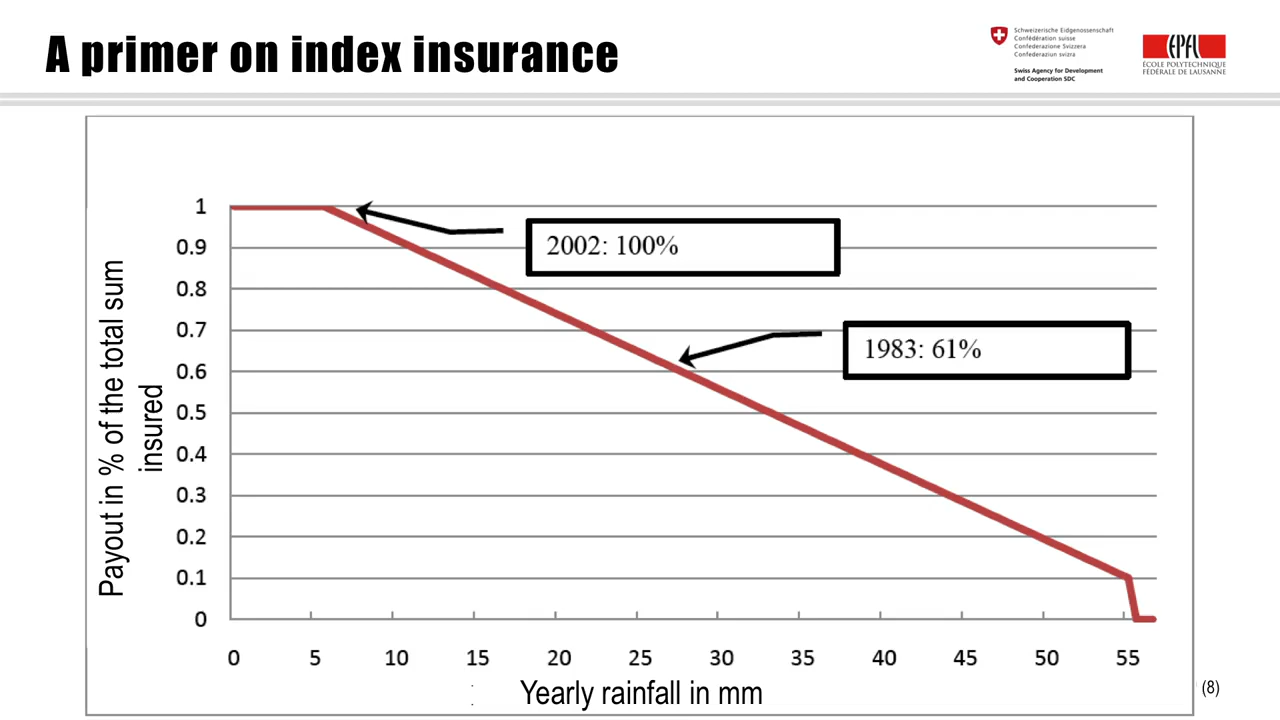 A primer on index insurance
Schweizerische Eidgenossenschaft
Confédération suisse
Confederazione Svizzera
Confederaziun svizra
Swiss Agency for Development
and Cooperation SDC
EPFL
ÉCOLE POLYTECHNIQUE
FÉDÉRALE DE LAUSANNE
Payout in % of the total sum
insured
1
0.9
0.8
0.7
0.6
0.5
0.4
0.3
0.2
0.1
0
2002: 100%
1983: 61%
0 5 10 15 20 25 30 35 40 45 50 55
Yearly rainfall in mm
(8)